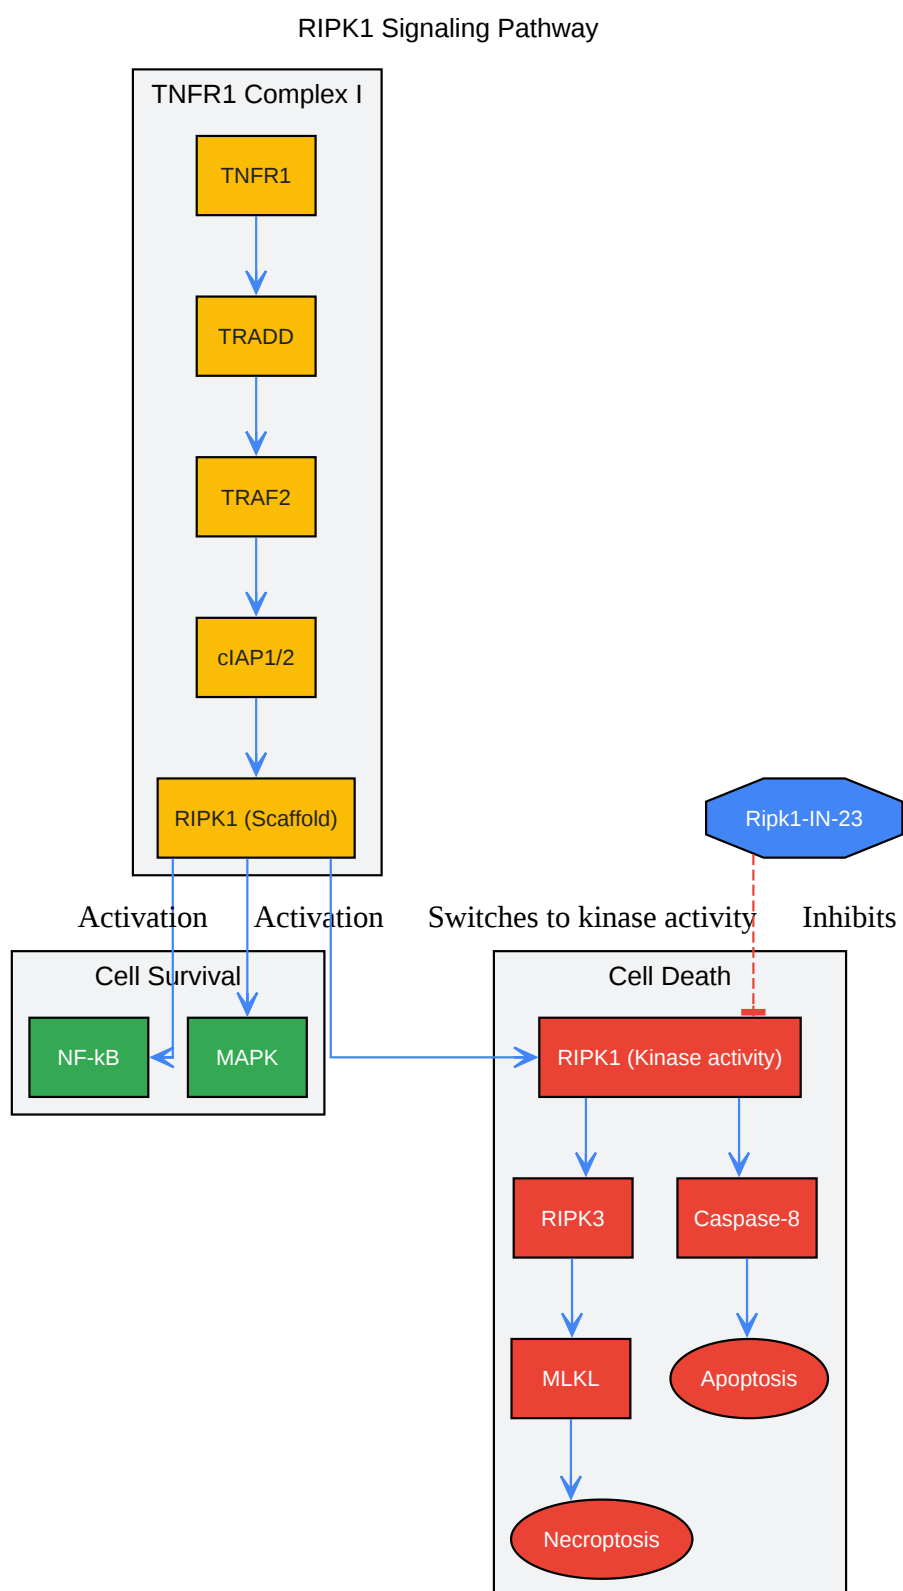 RIPK1 Signaling Pathway
TNFR1 Complex I
TNFR1
TRADD
TRAF2
cIAP1/2
RIPK1 (Scaffold)
Ripk1-IN-23
Activation
Activation
Switches to kinase activity
Inhibits
Cell Survival
Cell Death
NF-kB
MAPK
RIPK1 (Kinase activity)
RIPK3
Caspase-8
MLKL
Apoptosis
Necroptosis